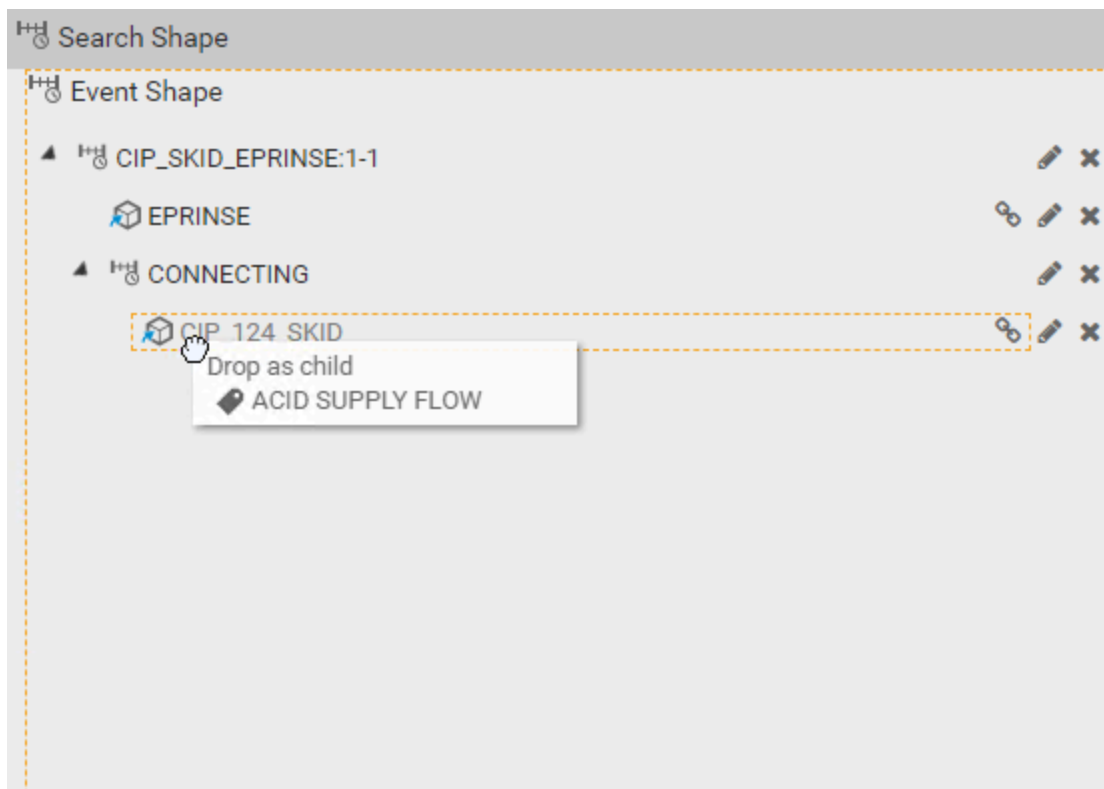 Search Shape
Event Shape
CIP_SKID_EPRINSE:1-1
EPRINSE
CONNECTING
CIP_124_SKID
Drop as child
ACID SUPPLY FLOW